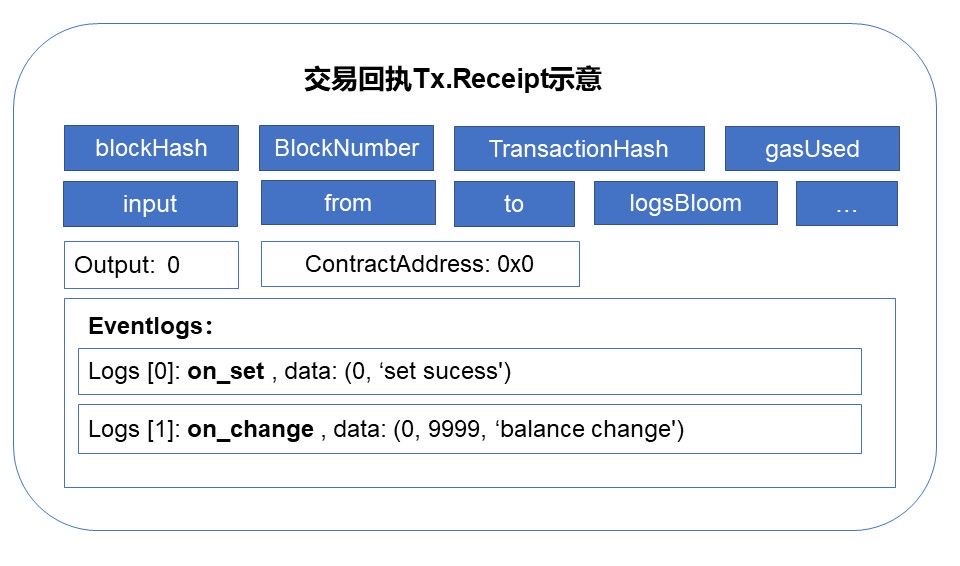 交易回执Tx.Receipt示意
blockHash BlockNumber TransactionHash gasUsed
input from to logsBloom …
Output: 0 ContractAddress: 0x0
Eventlogs：
Logs [0]: on_set , data: (0, ‘set sucess')
Logs [1]: on_change , data: (0, 9999, ‘balance change')